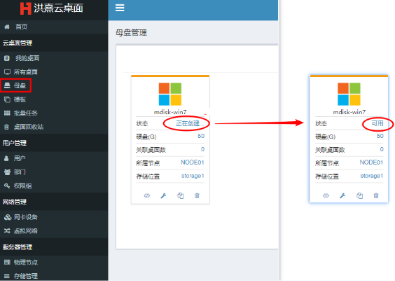 洪熹云桌面
首页
云桌面管理
我的桌面
所有桌面
母盘
模板
批量任务
桌面回收站
用户管理
用户
部门
权限组
网络管理
网卡设备
虚拟网络
服务器管理
物理节点
存储管理
母盘管理
mdisk-win7
状态 正在创建
硬盘(G) 50
关联桌面数 0
所属节点 NODE01
存储位置 storage1
mdisk-win7
状态 可用
硬盘(G) 50
关联桌面数 0
所属节点 NODE01
存储位置 storage1